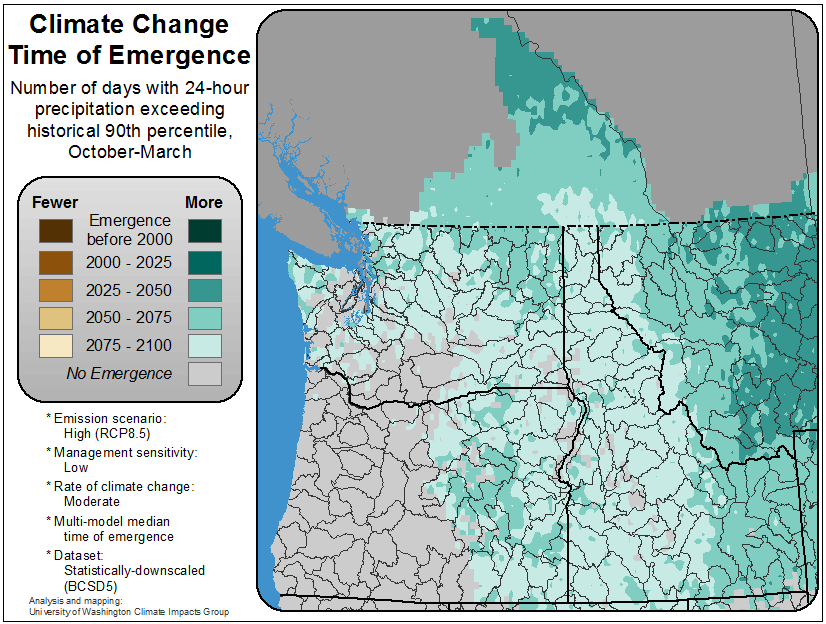 Climate Change
Time of Emergence
Number of days with 24-hour
precipitation exceeding
historical 90th percentile,
October-March
Fewer More
Emergence
before 2000
2000 - 2025
2025 - 2050
2050 - 2075
2075 - 2100
No Emergence
* Emission scenario:
High (RCP8.5)
* Management sensitivity:
Low
* Rate of climate change:
Moderate
* Multi-model median
time of emergence
* Dataset:
Statistically-downscaled
(BCSD5)
Analysis and mapping:
University of Washington Climate Impacts Group